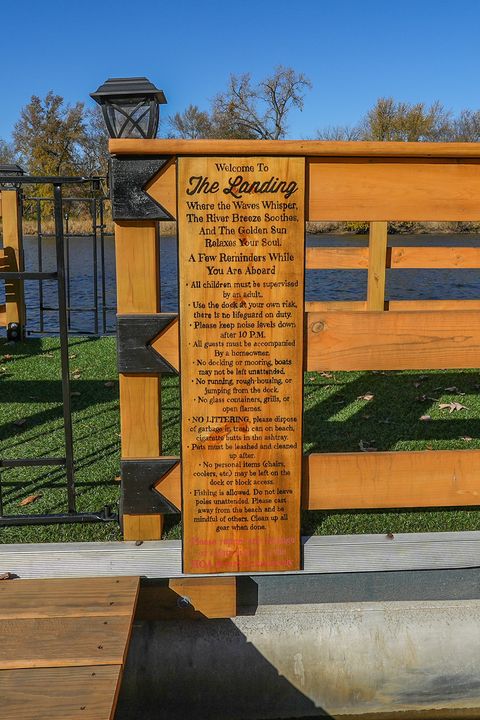 Welcome To
The Landing
Where the Waves Whisper,
The River Breeze Soothes,
And The Golden Sun
Relaxes Your Soul.
A Few Reminders While
You Are Aboard
• All children must be supervised
by an adult.
• Use the dock at your own risk,
there is no lifeguard on duty.
• Please keep noise levels down
after 10 P.M.
• All guests must be accompanied
By a homeowner.
• No docking or mooring, boats
may not be left unattended.
• No running, rough-housing, or
jumping from the dock.
• No glass containers, grills, or
open flames.
• NO LITTERING, please dispose
of garbage in trash can on beach,
cigarette butts in the ashtray.
• Pets must be leashed and cleaned
up after.
• No personal items (chairs,
coolers, etc.) may be left on the
dock or block access.
• Fishing is allowed. Do not leave
poles unattended. Please cast
away from the beach and be
mindful of others. Clean up all
gear when done.